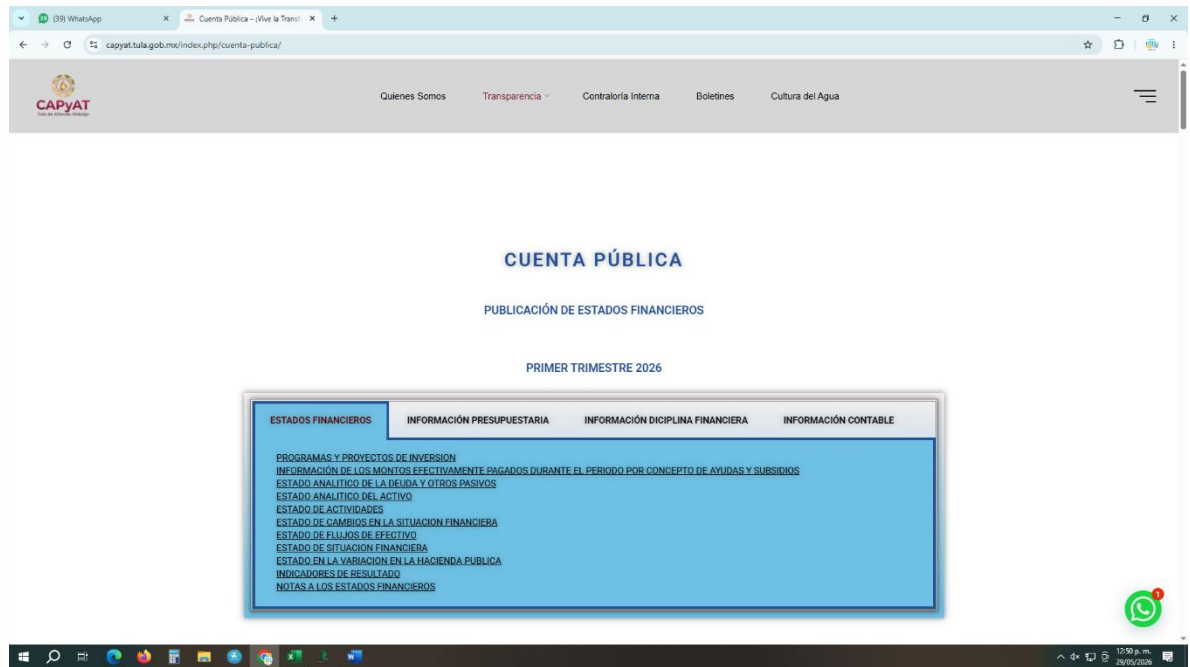 (39) WhatsApp
Cuenta Pública – ¡Vive la Transf
capyat.tula.gob.mx/index.php/cuenta-publica/
CAPyAT
Tula de Allende, Hidalgo
Quienes Somos
Transparencia
Contraloría Interna
Boletines
Cultura del Agua
CUENTA PÚBLICA
PUBLICACIÓN DE ESTADOS FINANCIEROS
PRIMER TRIMESTRE 2026
ESTADOS FINANCIEROS
INFORMACIÓN PRESUPUESTARIA
INFORMACIÓN DICIPLINA FINANCIERA
INFORMACIÓN CONTABLE
PROGRAMAS Y PROYECTOS DE INVERSION
INFORMACIÓN DE LOS MONTOS EFECTIVAMENTE PAGADOS DURANTE EL PERIODO POR CONCEPTO DE AYUDAS Y SUBSIDIOS
ESTADO ANALITICO DE LA DEUDA Y OTROS PASIVOS
ESTADO ANALITICO DEL ACTIVO
ESTADO DE ACTIVIDADES
ESTADO DE CAMBIOS EN LA SITUACION FINANCIERA
ESTADO DE FLUJOS DE EFECTIVO
ESTADO DE SITUACION FINANCIERA
ESTADO EN LA VARIACION EN LA HACIENDA PUBLICA
INDICADORES DE RESULTADO
NOTAS A LOS ESTADOS FINANCIEROS
1
12:50 p. m.
29/05/2026